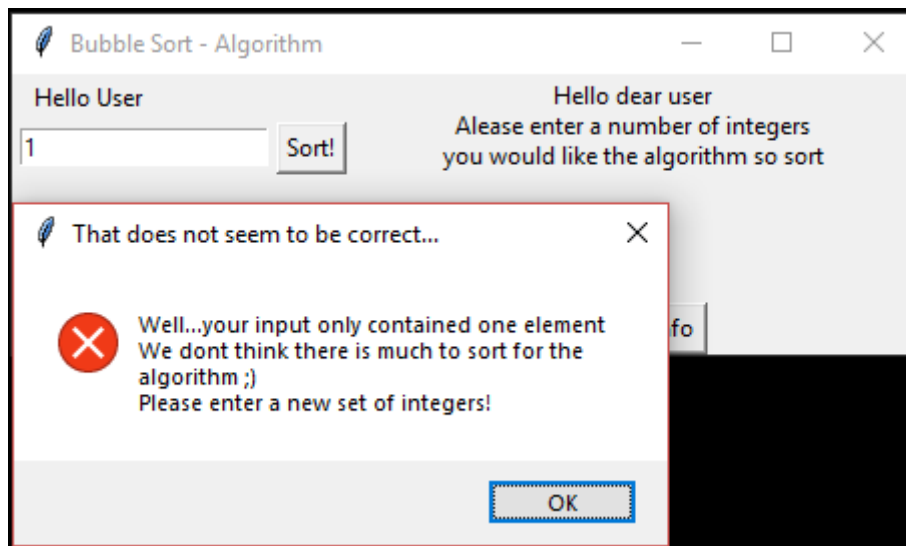 Bubble Sort - Algorithm
Hello User
Hello dear user
Alease enter a number of integers
you would like the algorithm so sort
1
Sort!
That does not seem to be correct...
Well...your input only contained one element
We dont think there is much to sort for the
algorithm ;)
Please enter a new set of integers!
OK